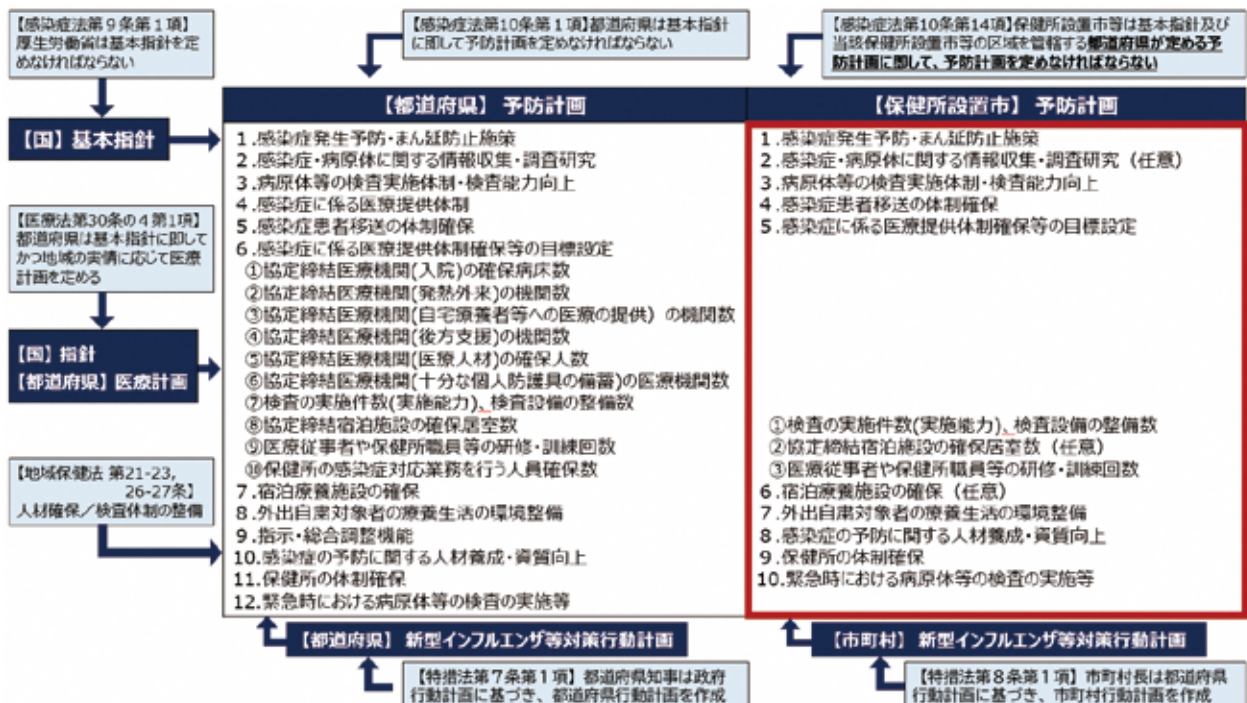 【感染症法第９条第１項】
厚生労働省は基本指針を定
めなければならない
【感染症法第10条第１項】都道府県は基本指針
に即して予防計画を定めなければならない
【感染症法第10条第14項】保健所設置市等は基本指針及び
当該保健所設置市等の区域を管轄する都道府県が定める予
防計画に即して、予防計画を定めなければならない
【国】基本指針
【医療法第30条の４第１項】
都道府県は基本指針に即して
かつ地域の実情に応じて医療
計画を定める
【国】指針
【都道府県】医療計画
【地域保健法 第21-23,
26-27条】
人材確保／検査体制の整備
【都道府県】 予防計画
1.感染症発生予防・まん延防止施策
2.感染症・病原体に関する情報収集・調査研究
3.病原体等の検査実施体制・検査能力向上
4.感染症に係る医療提供体制
5.感染症患者移送の体制確保
6.感染症に係る医療提供体制確保等の目標設定
①協定締結医療機関(入院)の確保病床数
②協定締結医療機関(発熱外来)の機関数
③協定締結医療機関(自宅療養者等への医療の提供）の機関数
④協定締結医療機関(後方支援)の機関数
⑤協定締結医療機関(医療人材)の確保人数
⑥協定締結医療機関(十分な個人防護具の備蓄)の医療機関数
⑦検査の実施件数(実施能力)、検査設備の整備数
⑧協定締結宿泊施設の確保居室数
⑨医療従事者や保健所職員等の研修・訓練回数
⑩保健所の感染症対応業務を行う人員確保数
7.宿泊療養施設の確保
8.外出自粛対象者の療養生活の環境整備
9.指示・総合調整機能
10.感染症の予防に関する人材養成・資質向上
11.保健所の体制確保
12.緊急時における病原体等の検査の実施等
【保健所設置市】 予防計画
1.感染症発生予防・まん延防止施策
2.感染症・病原体に関する情報収集・調査研究（任意）
3.病原体等の検査実施体制・検査能力向上
4.感染症患者移送の体制確保
5.感染症に係る医療提供体制確保等の目標設定
①検査の実施件数(実施能力)、検査設備の整備数
②協定締結宿泊施設の確保居室数（任意）
③医療従事者や保健所職員等の研修・訓練回数
6.宿泊療養施設の確保（任意）
7.外出自粛対象者の療養生活の環境整備
8.感染症の予防に関する人材養成・資質向上
9.保健所の体制確保
10.緊急時における病原体等の検査の実施等
【都道府県】 新型インフルエンザ等対策行動計画
【市町村】 新型インフルエンザ等対策行動計画
【特措法第７条第１項】都道府県知事は政府
行動計画に基づき、都道府県行動計画を作成
【特措法第８条第１項】市町村長は都道府県
行動計画に基づき、市町村行動計画を作成